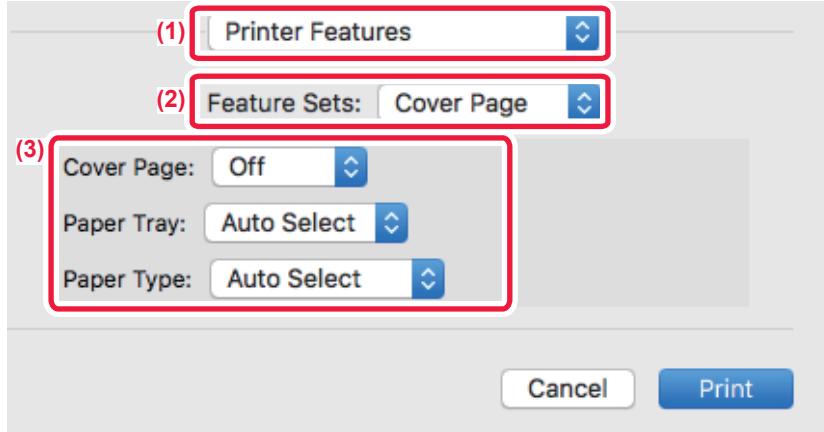 (1) Printer Features
(2) Feature Sets: Cover Page
(3)
Cover Page: Off
Paper Tray: Auto Select
Paper Type: Auto Select
Cancel Print